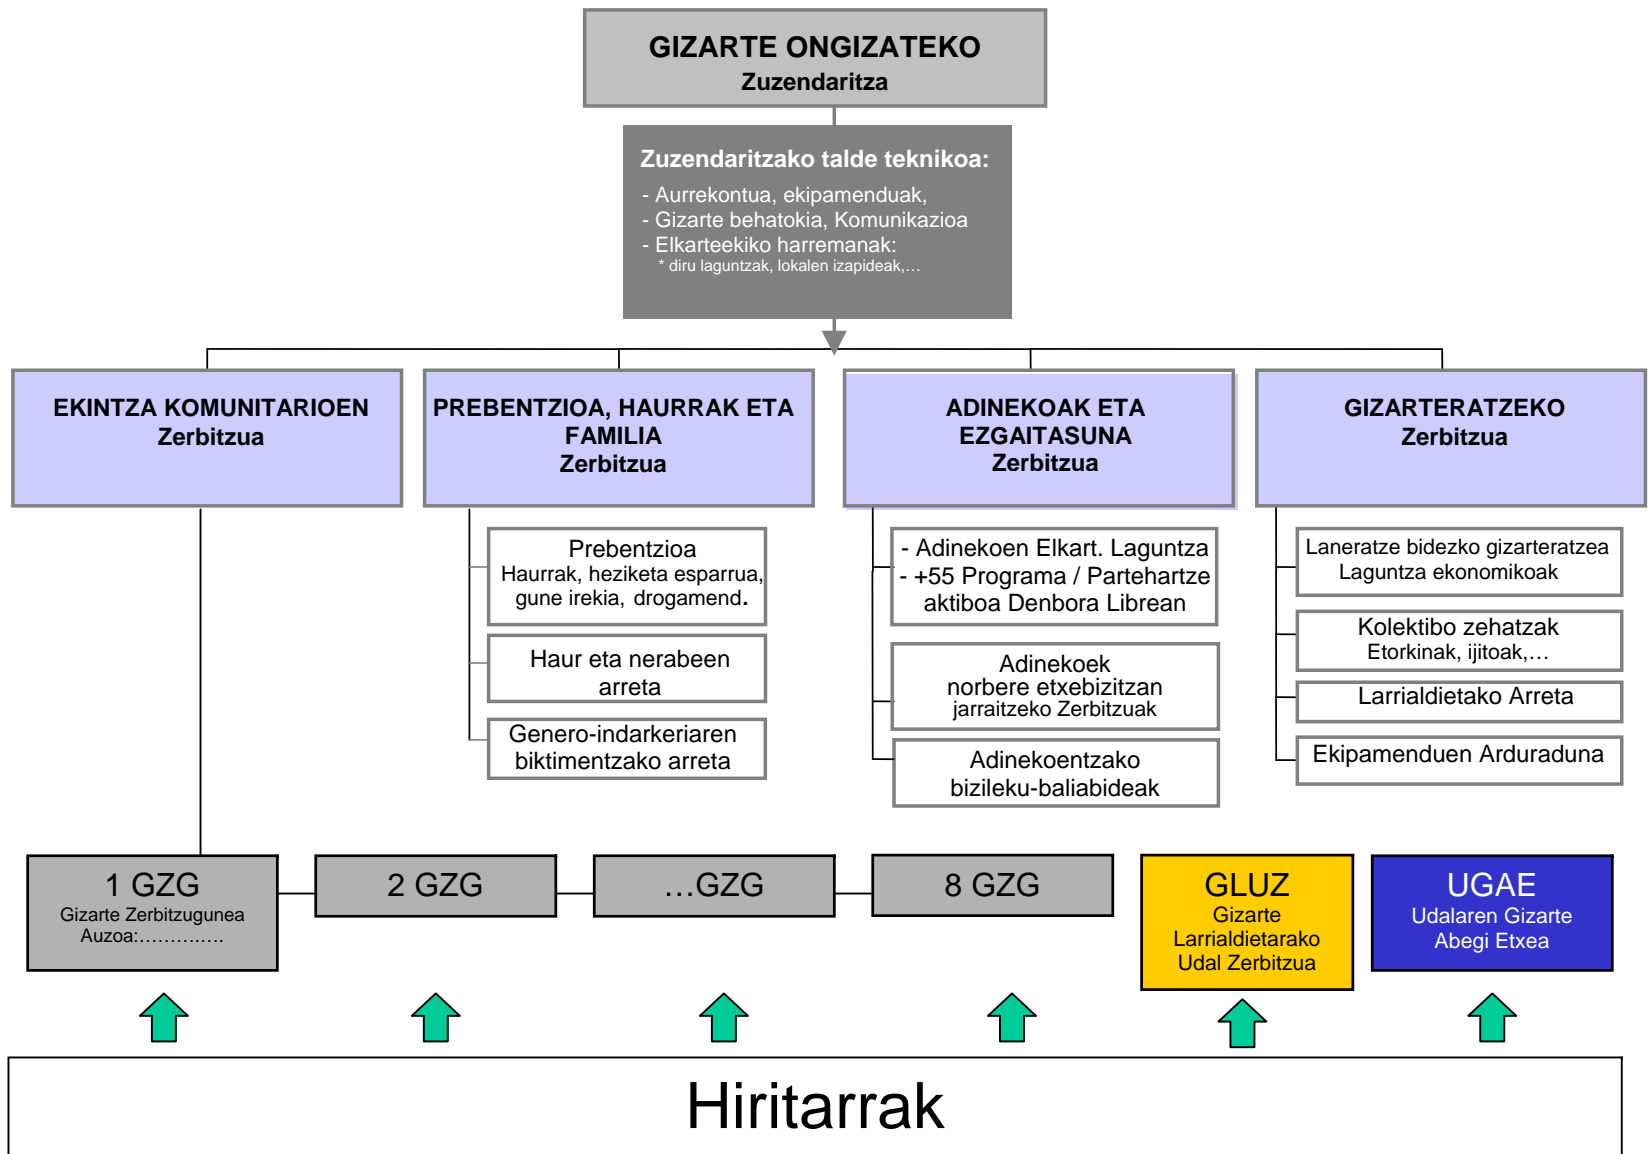 GIZARTE ONGIZATEKO
Zuzendaritza
Zuzendaritzako talde teknikoa:
- Aurrekontua, ekipamenduak,
- Gizarte behatokia, Komunikazioa
- Elkarteekiko harremanak:
* diru laguntzak, lokalen izapideak,…
EKINTZA KOMUNITARIOEN
Zerbitzua
PREBENTZIOA, HAURRAK ETA
FAMILIA
Zerbitzua
ADINEKOAK ETA
EZGAITASUNA
Zerbitzua
GIZARTERATZEKO
Zerbitzua
Prebentzioa
Haurrak, heziketa esparrua,
gune irekia, drogamend.
Haur eta nerabeen
arreta
Genero-indarkeriaren
biktimentzako arreta
- Adinekoen Elkart. Laguntza
- +55 Programa / Partehartze
aktiboa Denbora Librean
Adinekoek
norbere etxebizitzan
jarraitzeko Zerbitzuak
Adinekoentzako
bizileku-baliabideak
Laneratze bidezko gizarteratzea
Laguntza ekonomikoak
Kolektibo zehatzak
Etorkinak, ijitoak,…
Larrialdietako Arreta
Ekipamenduen Arduraduna
1 GZG
Gizarte Zerbitzugunea
Auzoa:……….….
2 GZG
…GZG
8 GZG
GLUZ
Gizarte
Larrialdietarako
Udal Zerbitzua
UGAE
Udalaren Gizarte
Abegi Etxea
Hiritarrak